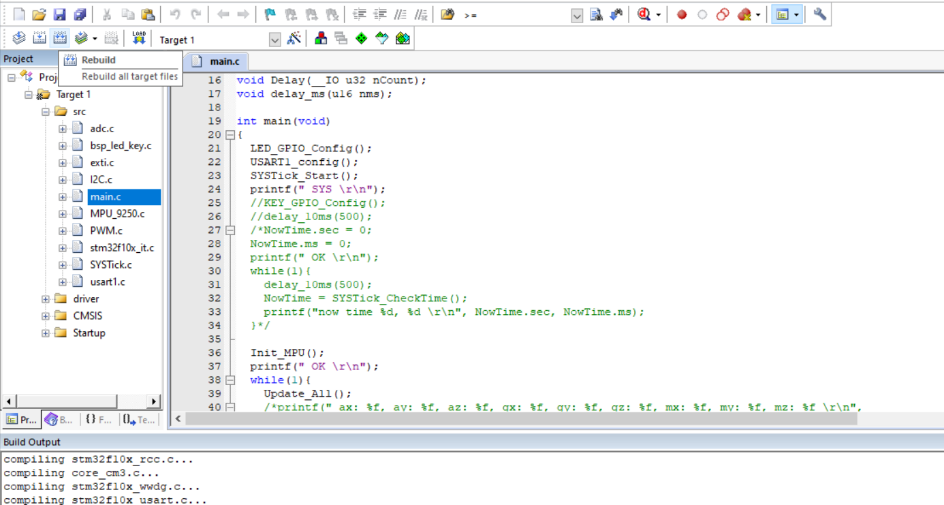 > =
LOAD
Target 1
Project
Rebuild
Rebuild all target files
Target 1
src
adc.c
bsp_led_key.c
exti.c
I2C.c
main.c
MPU_9250.c
PWM.c
stm32f10x_it.c
SYSTick.c
usart1.c
driver
CMSIS
Startup
Pr... B... {} F... Te...
main.c
16 void Delay(__IO u32 nCount);
17 void delay_ms(u16 nms);
18
19 int main(void)
20 {
21 LED_GPIO_Config();
22 USART1_config();
23 SYSTick_Start();
24 printf(" SYS \r\n");
25 //KEY_GPIO_Config();
26 //delay_10ms(500);
27 /*NowTime.sec = 0;
28 NowTime.ms = 0;
29 printf(" OK \r\n");
30 while(1){
31 delay_10ms(500);
32 NowTime = SYSTick_CheckTime();
33 printf("now time %d, %d \r\n", NowTime.sec, NowTime.ms);
34 }*/
35
36 Init_MPU();
37 printf(" OK \r\n");
38 while(1){
39 Update_All();
40 /*printf(" ax: %f, ay: %f, az: %f, gx: %f, gy: %f, gz: %f, mx: %f, my: %f, mz: %f \r\n",
Build Output
compiling stm32f10x_rcc.c...
compiling core_cm3.c...
compiling stm32f10x_wwdg.c...
compiling stm32f10x_usart.c...